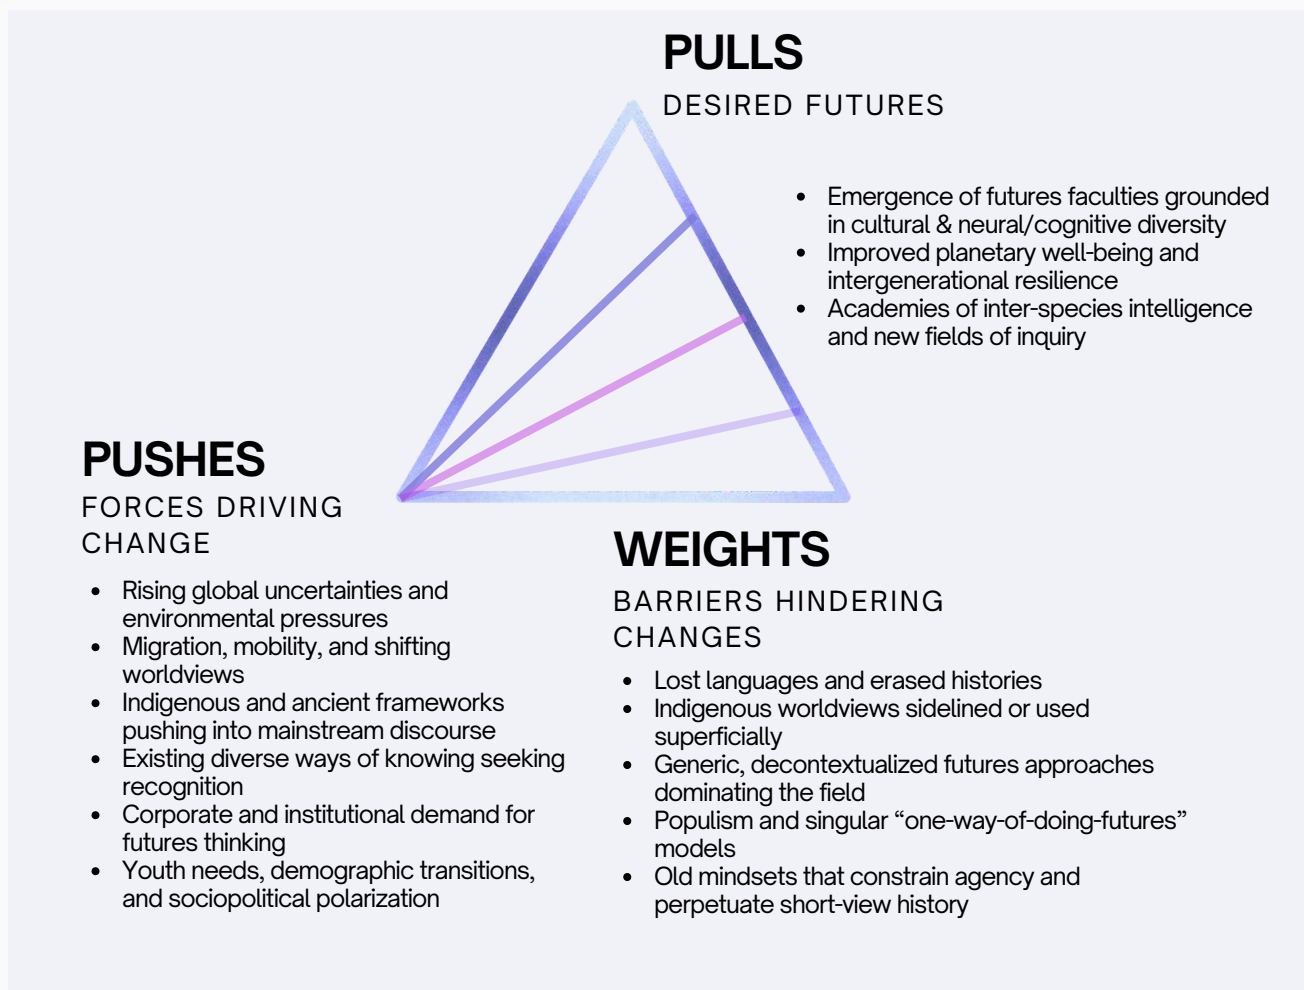 PULLS
DESIRED FUTURES
• Emergence of futures faculties grounded
in cultural & neural/cognitive diversity
• Improved planetary well-being and
intergenerational resilience
• Academies of inter-species intelligence
and new fields of inquiry
PUSHES
FORCES DRIVING
CHANGE
• Rising global uncertainties and
environmental pressures
• Migration, mobility, and shifting
worldviews
• Indigenous and ancient frameworks
pushing into mainstream discourse
• Existing diverse ways of knowing seeking
recognition
• Corporate and institutional demand for
futures thinking
• Youth needs, demographic transitions,
and sociopolitical polarization
WEIGHTS
BARRIERS HINDERING
CHANGES
• Lost languages and erased histories
• Indigenous worldviews sidelined or used
superficially
• Generic, decontextualized futures approaches
dominating the field
• Populism and singular “one-way-of-doing-futures”
models
• Old mindsets that constrain agency and
perpetuate short-view history